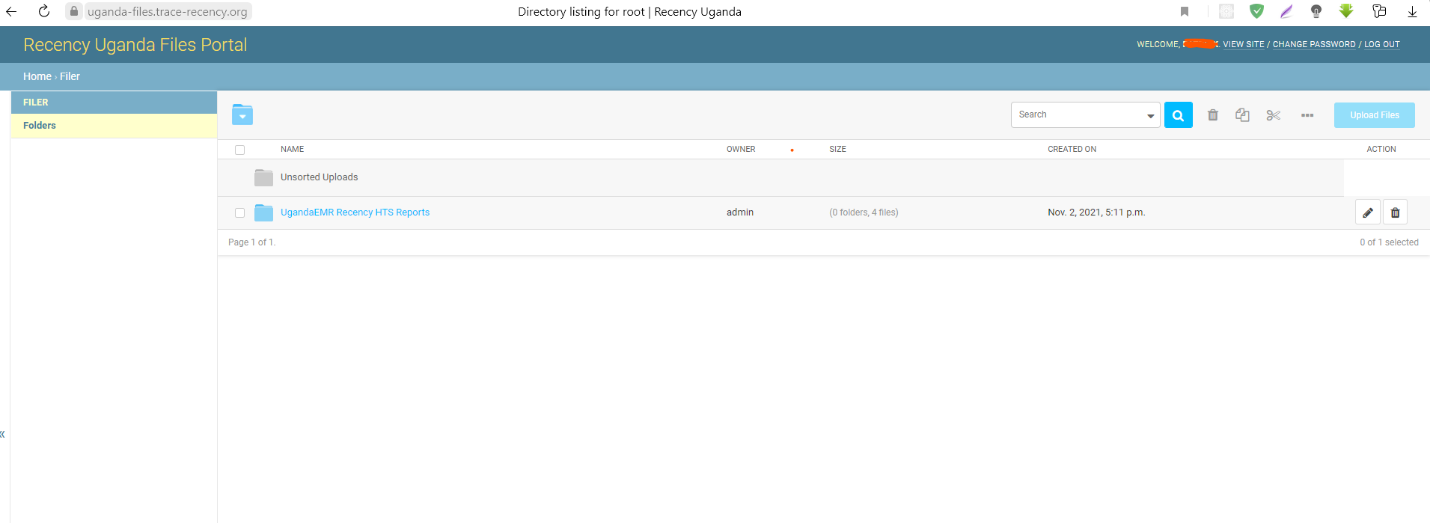 uganda-files.trace-recency.org
Directory listing for root | Recency Uganda
Recency Uganda Files Portal
WELCOME, . VIEW SITE / CHANGE PASSWORD / LOG OUT
Home › Filer
FILER
Folders
Search
Upload Files
NAME OWNER SIZE CREATED ON ACTION
Unsorted Uploads
UgandaEMR Recency HTS Reports admin (0 folders, 4 files) Nov. 2, 2021, 5:11 p.m.
Page 1 of 1.
0 of 1 selected
«